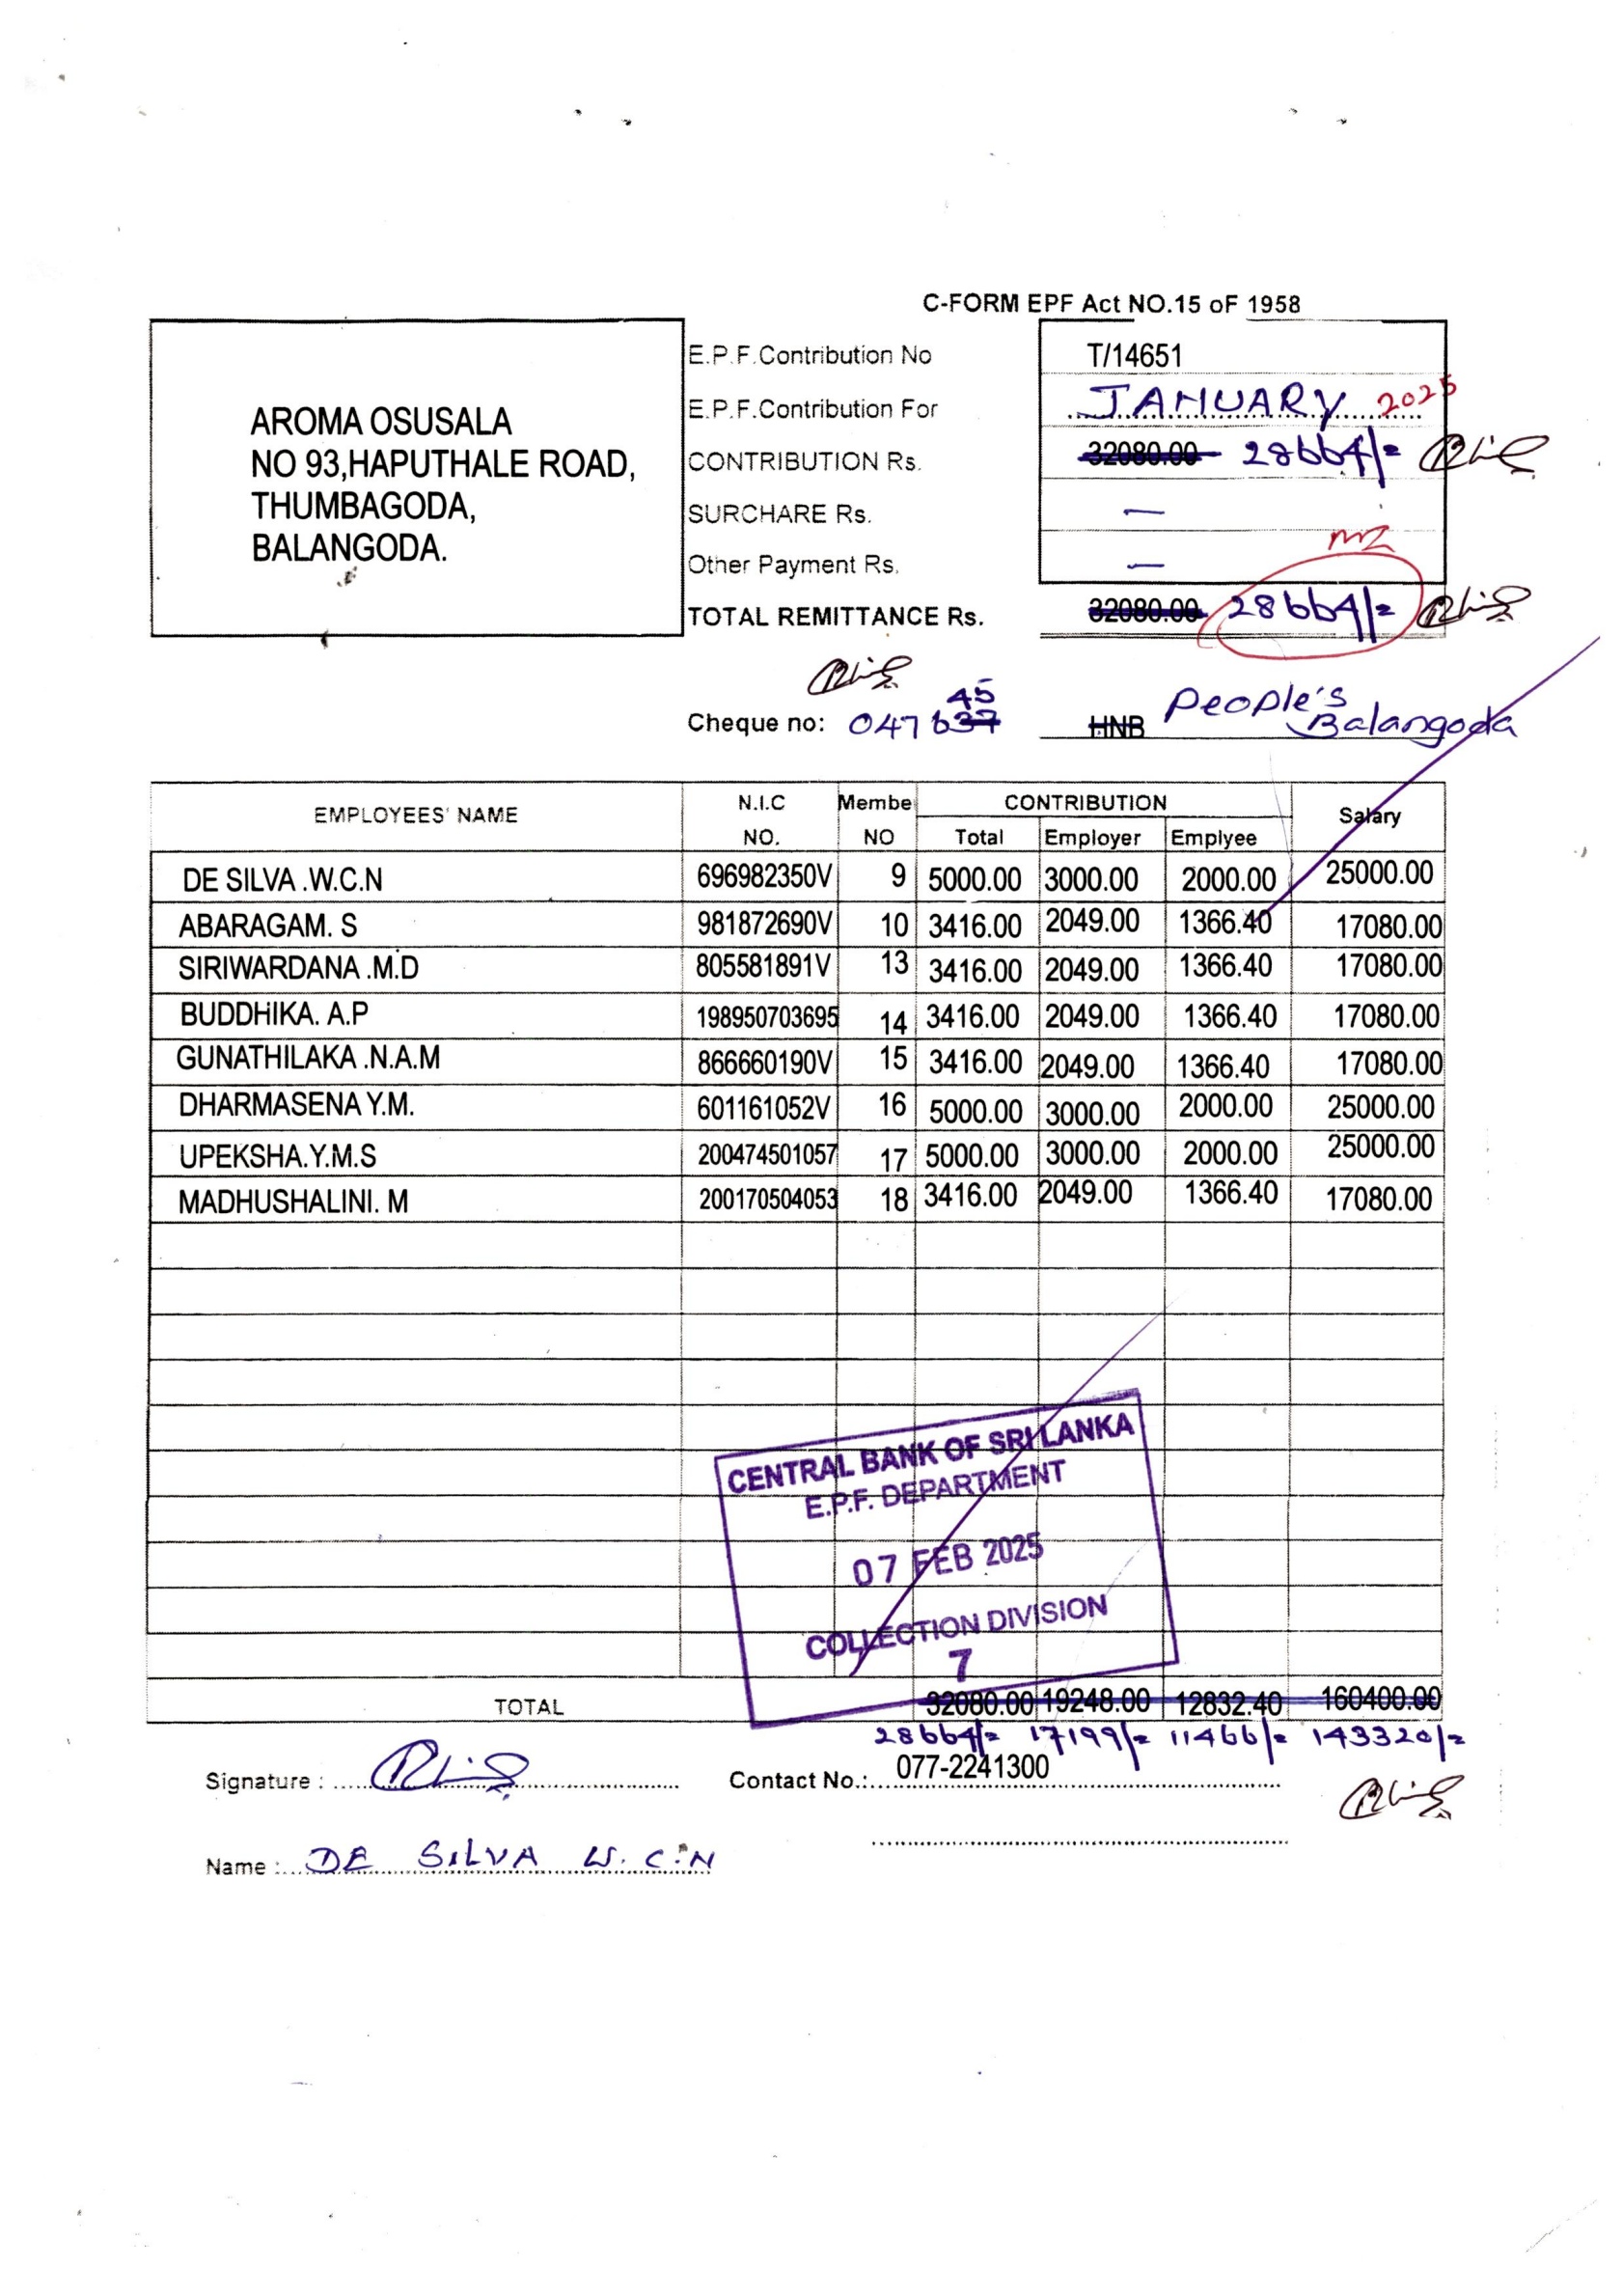 C-FORM EPF Act NO.15 oF 1958
AROMA OSUSALA
NO 93,HAPUTHALE ROAD,
THUMBAGODA,
BALANGODA.
E.P.F.Contribution No T/14651
E.P.F.Contribution For JANUARY 2025
CONTRIBUTION Rs. 32080.00 28664/=
SURCHARE Rs. —
Other Payment Rs. —
TOTAL REMITTANCE Rs. 32080.00 28664/=
Cheque no: 047637 45 HNB People's Balangoda
EMPLOYEES' NAME N.I.C NO. Membe NO CONTRIBUTION Salary
Total Employer Emplyee
DE SILVA .W.C.N 696982350V 9 5000.00 3000.00 2000.00 25000.00
ABARAGAM. S 981872690V 10 3416.00 2049.00 1366.40 17080.00
SIRIWARDANA .M.D 805581891V 13 3416.00 2049.00 1366.40 17080.00
BUDDHIKA. A.P 198950703695 14 3416.00 2049.00 1366.40 17080.00
GUNATHILAKA .N.A.M 866660190V 15 3416.00 2049.00 1366.40 17080.00
DHARMASENA Y.M. 601161052V 16 5000.00 3000.00 2000.00 25000.00
UPEKSHA.Y.M.S 200474501057 17 5000.00 3000.00 2000.00 25000.00
MADHUSHALINI. M 200170504053 18 3416.00 2049.00 1366.40 17080.00
CENTRAL BANK OF SRI LANKA
E.P.F. DEPARTMENT
07 FEB 2025
COLLECTION DIVISION
7
TOTAL 32080.00 19248.00 12832.40 160400.00
28664/= 17199/= 11466/= 143320/=
Signature : Contact No.: 077-2241300
Name : DE SILVA W.C.N